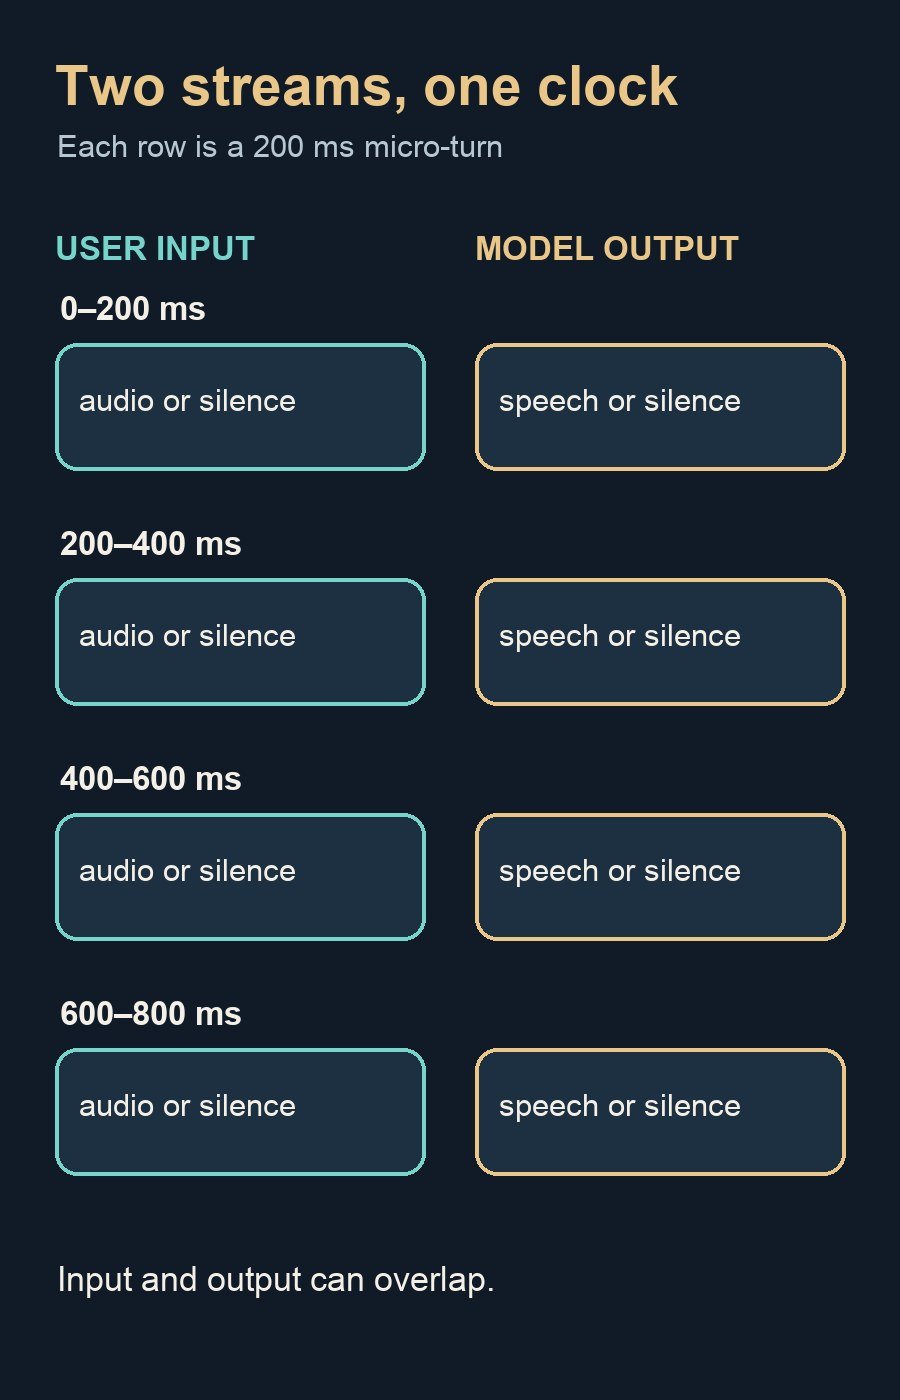 Two streams, one clock
Each row is a 200 ms micro-turn
USER INPUT
MODEL OUTPUT
0–200 ms
audio or silence
speech or silence
200–400 ms
audio or silence
speech or silence
400–600 ms
audio or silence
speech or silence
600–800 ms
audio or silence
speech or silence
Input and output can overlap.